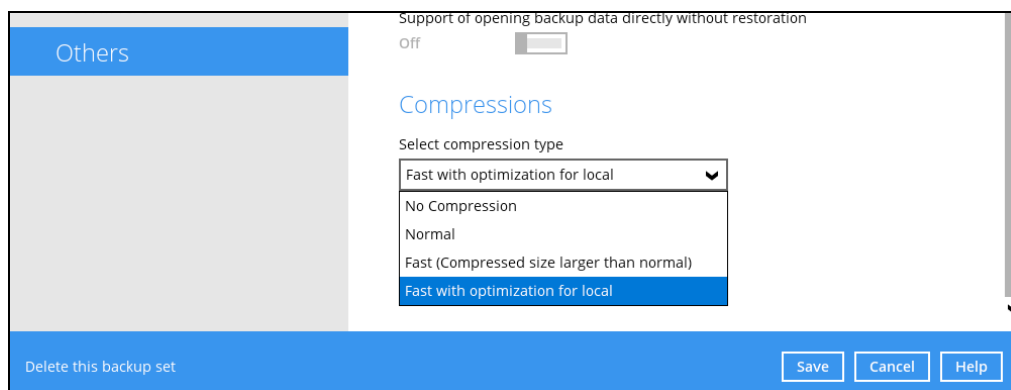 Support of opening backup data directly without restoration
Others
Off
Compressions
Select compression type
Fast with optimization for local
No Compression
Normal
Fast (Compressed size larger than normal)
Fast with optimization for local
Delete this backup set
Save
Cancel
Help